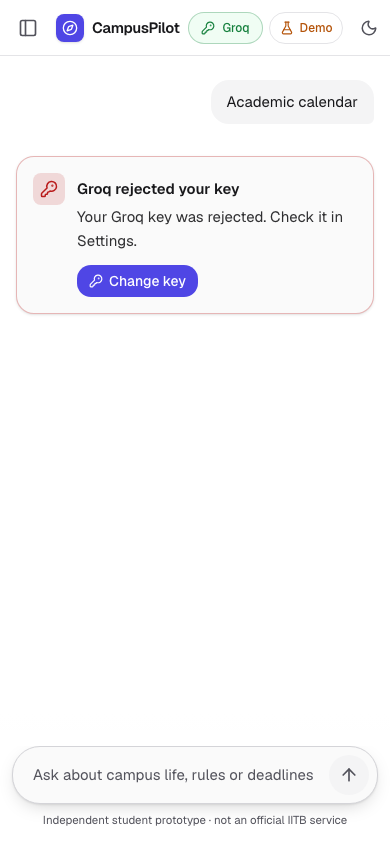 CampusPilot
Groq
Demo
Academic calendar
Groq rejected your key
Your Groq key was rejected. Check it in
Settings.
Change key
Ask about campus life, rules or deadlines
Independent student prototype · not an official IITB service